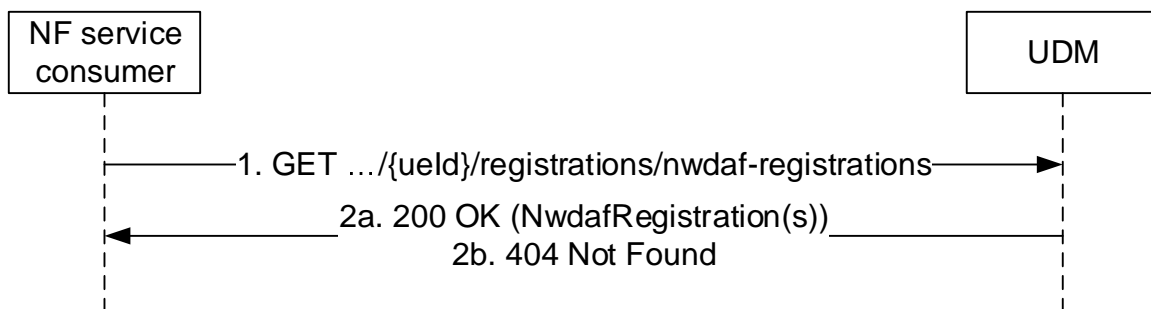 NF service
consumer
UDM
1. GET …/{ueId}/registrations/nwdaf-registrations
2a. 200 OK (NwdafRegistration(s))
2b. 404 Not Found